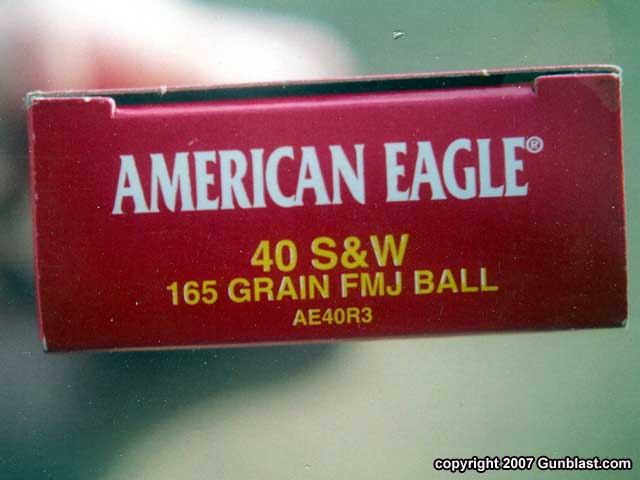 AMERICAN EAGLE®
40 S&W
165 GRAIN FMJ BALL
AE40R3
copyright 2007 Gunblast.com